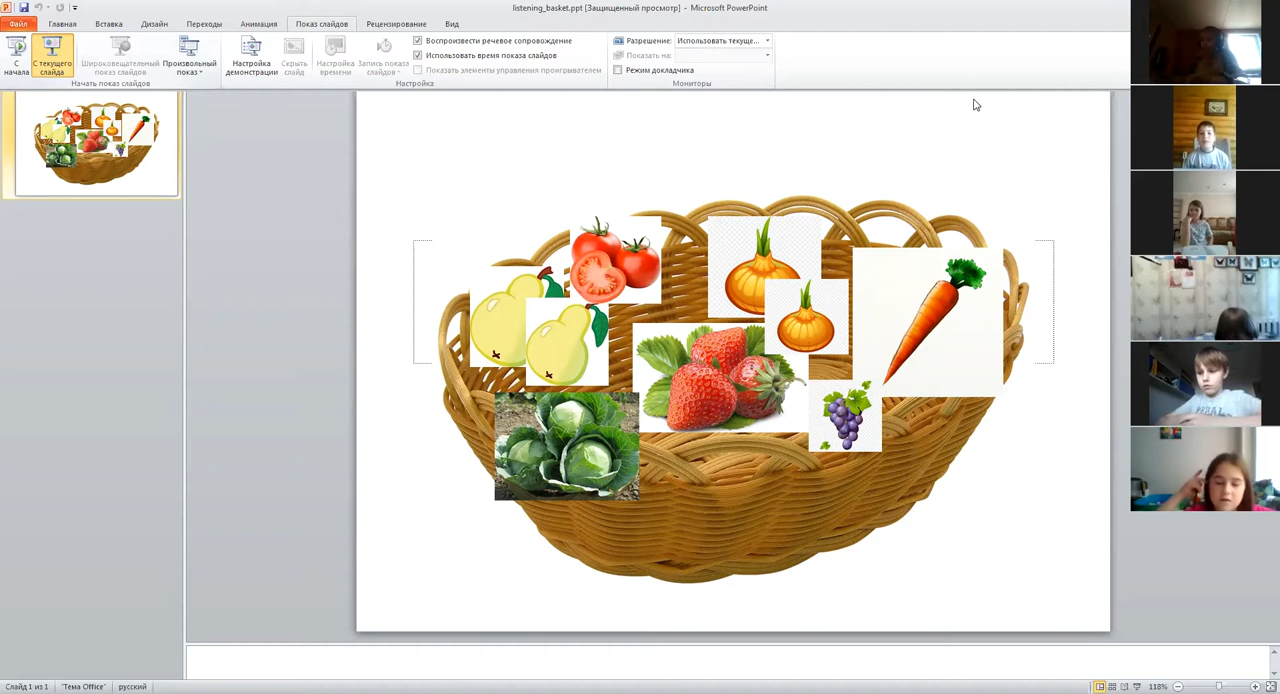 listening_basket.ppt [Защищенный просмотр] - Microsoft PowerPoint
Файл Главная Вставка Дизайн Переходы Анимация Показ слайдов Рецензирование Вид
С начала
С текущего слайда
Широковещательный показ слайдов
Произвольный показ
Настройка демонстрации
Скрыть слайд
Настройка времени
Запись показа слайдов
Воспроизвести речевое сопровождение
Использовать время показа слайдов
Показать элементы управления проигрывателем
Разрешение: Использовать текуще...
Показать на:
Режим докладчика
Начать показ слайдов Настройка Мониторы
Слайд 1 из 1 "Тема Office" русский 118%